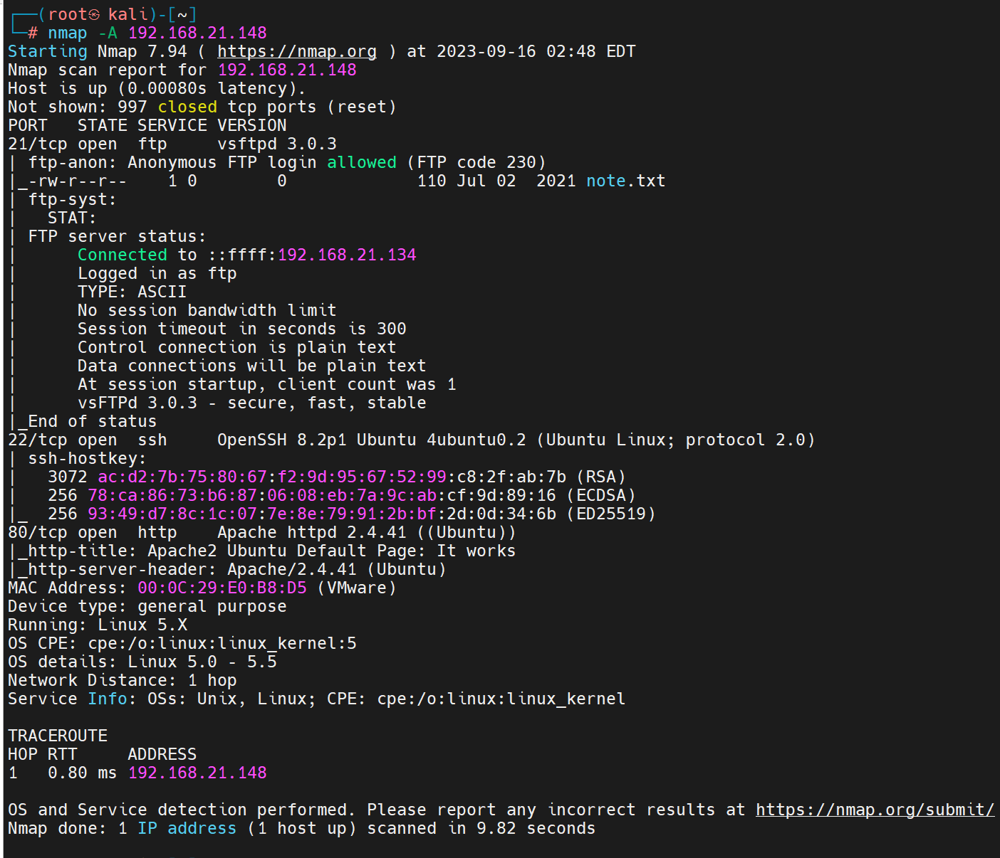 ┌──(root㉿ kali)-[~]
└─# nmap -A 192.168.21.148
Starting Nmap 7.94 ( https://nmap.org ) at 2023-09-16 02:48 EDT
Nmap scan report for 192.168.21.148
Host is up (0.00080s latency).
Not shown: 997 closed tcp ports (reset)
PORT   STATE SERVICE VERSION
21/tcp open  ftp     vsftpd 3.0.3
| ftp-anon: Anonymous FTP login allowed (FTP code 230)
|_-rw-r--r--    1 0        0             110 Jul 02  2021 note.txt
| ftp-syst:
|   STAT:
| FTP server status:
|      Connected to ::ffff:192.168.21.134
|      Logged in as ftp
|      TYPE: ASCII
|      No session bandwidth limit
|      Session timeout in seconds is 300
|      Control connection is plain text
|      Data connections will be plain text
|      At session startup, client count was 1
|      vsFTPd 3.0.3 - secure, fast, stable
|_End of status
22/tcp open  ssh     OpenSSH 8.2p1 Ubuntu 4ubuntu0.2 (Ubuntu Linux; protocol 2.0)
| ssh-hostkey:
|   3072 ac:d2:7b:75:80:67:f2:9d:95:67:52:99:c8:2f:ab:7b (RSA)
|   256 78:ca:86:73:b6:87:06:08:eb:7a:9c:ab:cf:9d:89:16 (ECDSA)
|_  256 93:49:d7:8c:1c:07:7e:8e:79:91:2b:bf:2d:0d:34:6b (ED25519)
80/tcp open  http    Apache httpd 2.4.41 ((Ubuntu))
|_http-title: Apache2 Ubuntu Default Page: It works
|_http-server-header: Apache/2.4.41 (Ubuntu)
MAC Address: 00:0C:29:E0:B8:D5 (VMware)
Device type: general purpose
Running: Linux 5.X
OS CPE: cpe:/o:linux:linux_kernel:5
OS details: Linux 5.0 - 5.5
Network Distance: 1 hop
Service Info: OSs: Unix, Linux; CPE: cpe:/o:linux:linux_kernel
TRACEROUTE
HOP RTT     ADDRESS
1   0.80 ms 192.168.21.148
OS and Service detection performed. Please report any incorrect results at https://nmap.org/submit/
Nmap done: 1 IP address (1 host up) scanned in 9.82 seconds